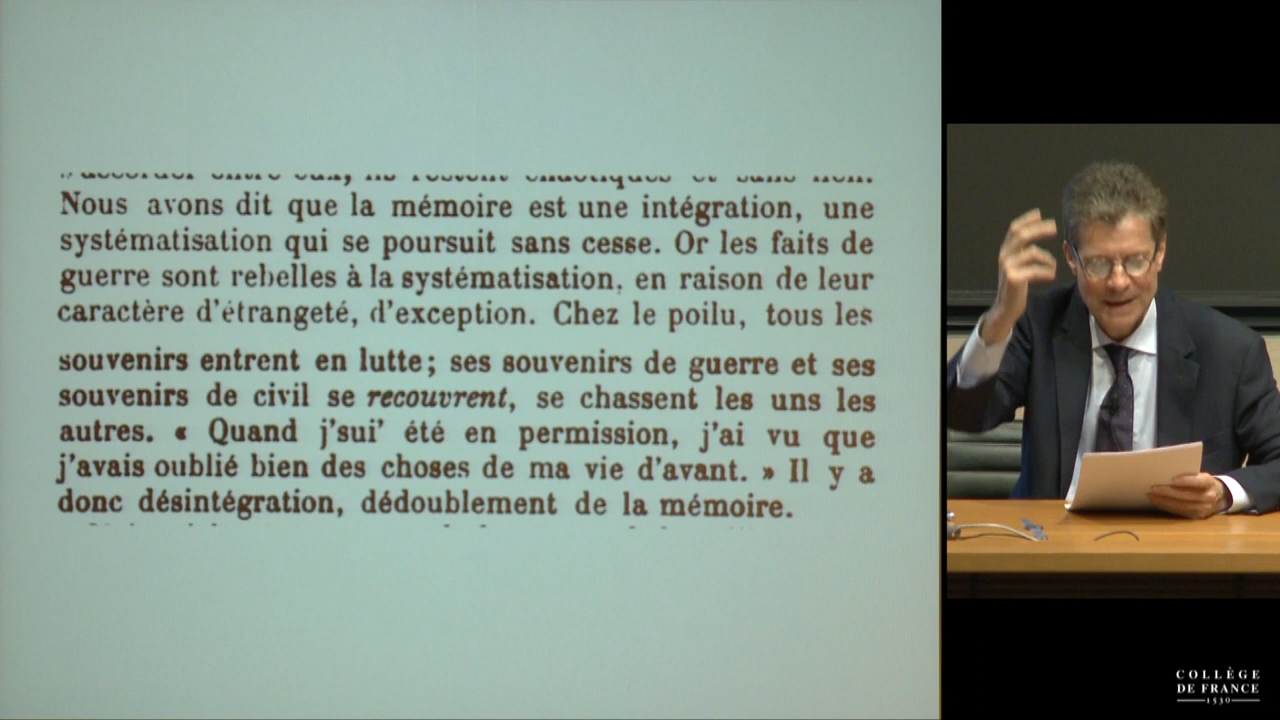 Nous avons dit que la mémoire est une intégration, une
systématisation qui se poursuit sans cesse. Or les faits de
guerre sont rebelles à la systématisation, en raison de leur
caractère d'étrangeté, d'exception. Chez le poilu, tous les
souvenirs entrent en lutte; ses souvenirs de guerre et ses
souvenirs de civil se recouvrent, se chassent les uns les
autres. « Quand j'sui' été en permission, j'ai vu que
j'avais oublié bien des choses de ma vie d'avant. » Il y a
donc désintégration, dédoublement de la mémoire.
COLLÈGE
DE FRANCE
1530